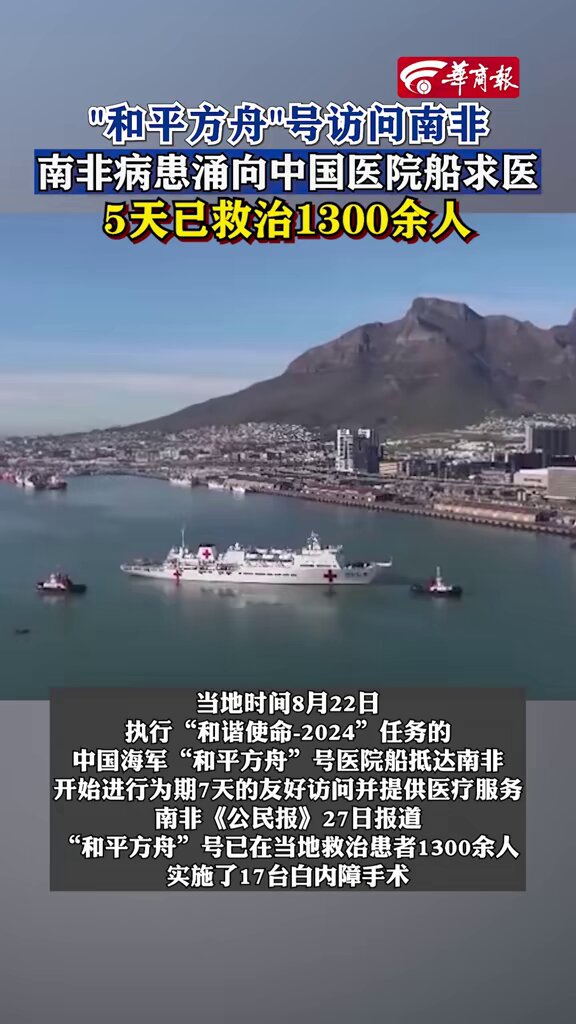 華商報
"和平方舟"号访问南非
南非病患涌向中国医院船求医
5天已救治1300余人
当地时间8月22日
执行“和谐使命-2024”任务的
中国海军“和平方舟”号医院船抵达南非
开始进行为期7天的友好访问并提供医疗服务
南非《公民报》27日报道
“和平方舟”号已在当地救治患者1300余人
实施了17台白内障手术